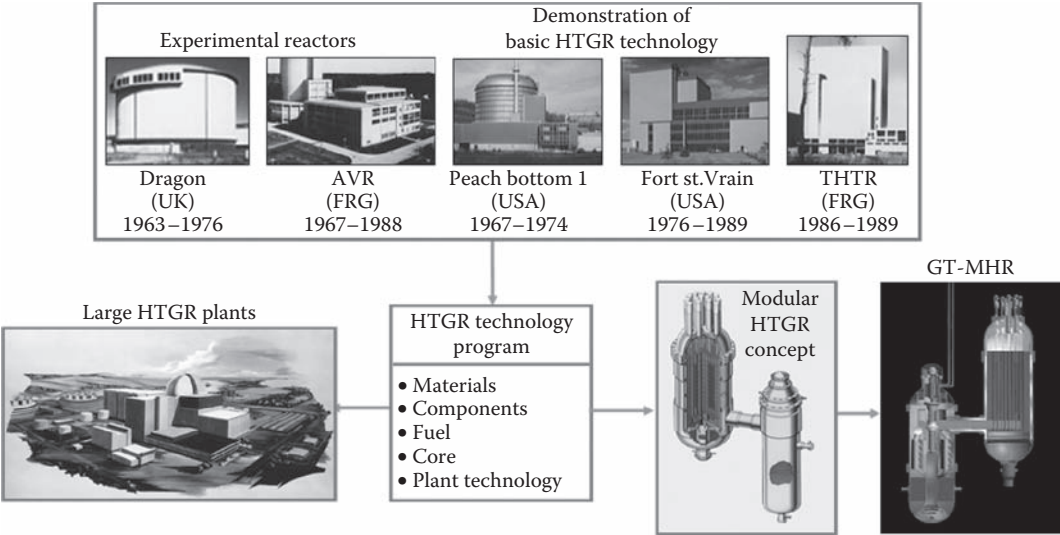 Experimental reactors
Demonstration of
basic HTGR technology
Dragon
(UK)
1963–1976
AVR
(FRG)
1967–1988
Peach bottom 1
(USA)
1967–1974
Fort st.Vrain
(USA)
1976–1989
THTR
(FRG)
1986–1989
Large HTGR plants
HTGR technology
program
• Materials
• Components
• Fuel
• Core
• Plant technology
Modular
HTGR
concept
GT-MHR